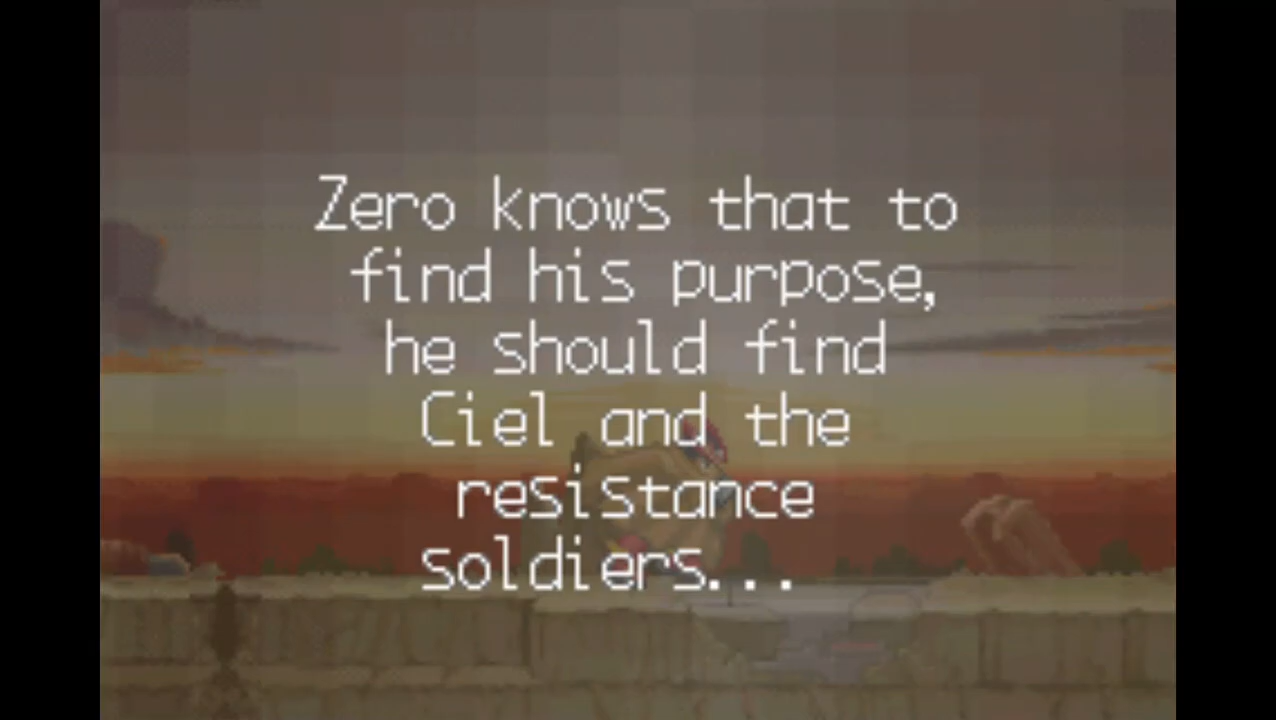 Zero knows that to
find his purpose,
he should find
Ciel and the
resistance
soldiers...